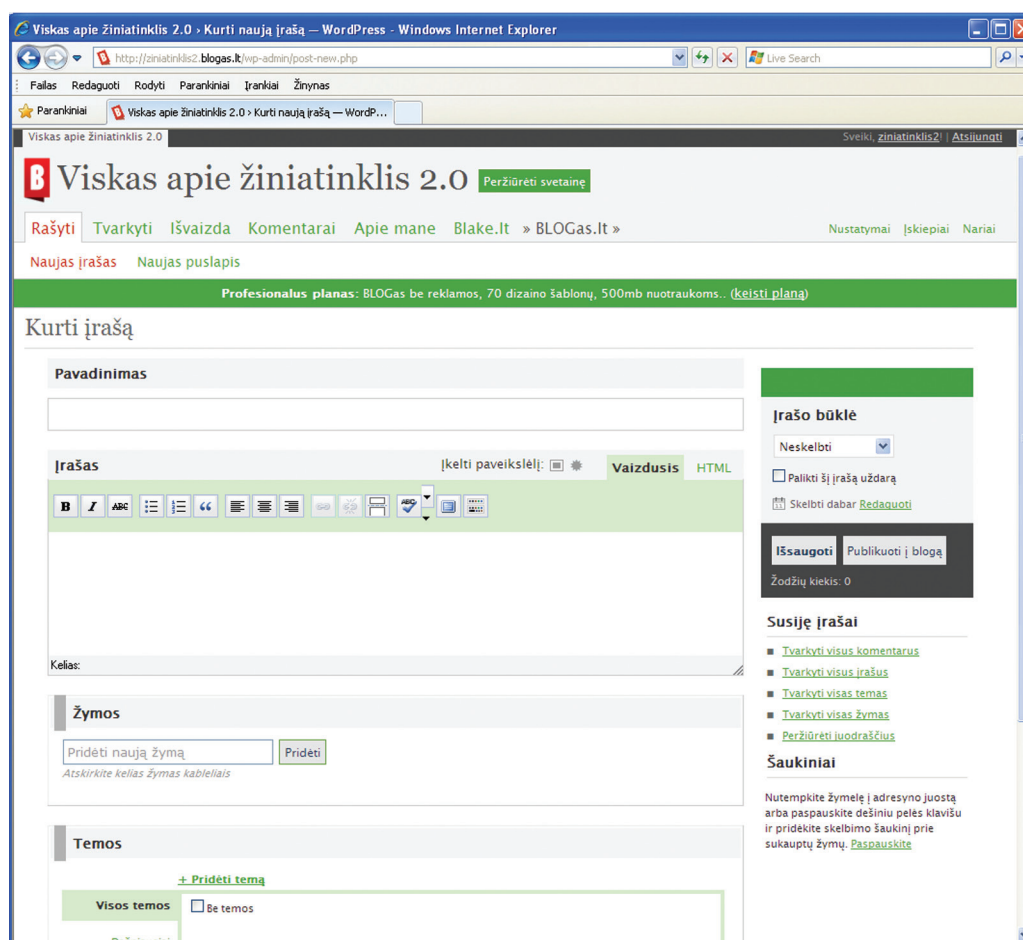 Viskas apie žiniatinklis 2.0 › Kurti naują įrašą — WordPress - Windows Internet Explorer
http://ziniatinklis2.blogas.lt/wp-admin/post-new.php
Live Search
Failas Redaguoti Rodyti Parankiniai Įrankiai Žinynas
Parankiniai Viskas apie žiniatinklis 2.0 › Kurti naują įrašą — WordP...
Viskas apie žiniatinklis 2.0 Sveiki, ziniatinklis2! | Atsijungti
B Viskas apie žiniatinklis 2.0 Peržiūrėti svetainę
Rašyti Tvarkyti Išvaizda Komentarai Apie mane Blake.lt » BLOGas.lt » Nustatymai Įskiepiai Nariai
Naujas įrašas Naujas puslapis
Profesionalus planas: BLOGas be reklamos, 70 dizaino šablonų, 500mb nuotraukoms.. (keisti planą)
Kurti įrašą
Pavadinimas
Įrašas Įkelti paveikslėlį: Vaizdusis HTML
B I ABC ABC
Kelias:
Žymos
Pridėti naują žymą Pridėti
Atskirkite kelias žymas kableliais
Temos
+ Pridėti temą
Visos temos Be temos
Įrašo būklė
Neskelbti
Palikti šį įrašą uždarą
Skelbti dabar Redaguoti
Išsaugoti Publikuoti į blogą
Žodžių kiekis: 0
Susiję įrašai
Tvarkyti visus komentarus
Tvarkyti visus įrašus
Tvarkyti visas temas
Tvarkyti visas žymas
Peržiūrėti juodraščius
Šaukiniai
Nutempkite žymelę į adresyno juostą
arba paspauskite dešiniu pelės klavišu
ir pridėkite skelbimo šaukinį prie
sukauptų žymų. Paspauskite